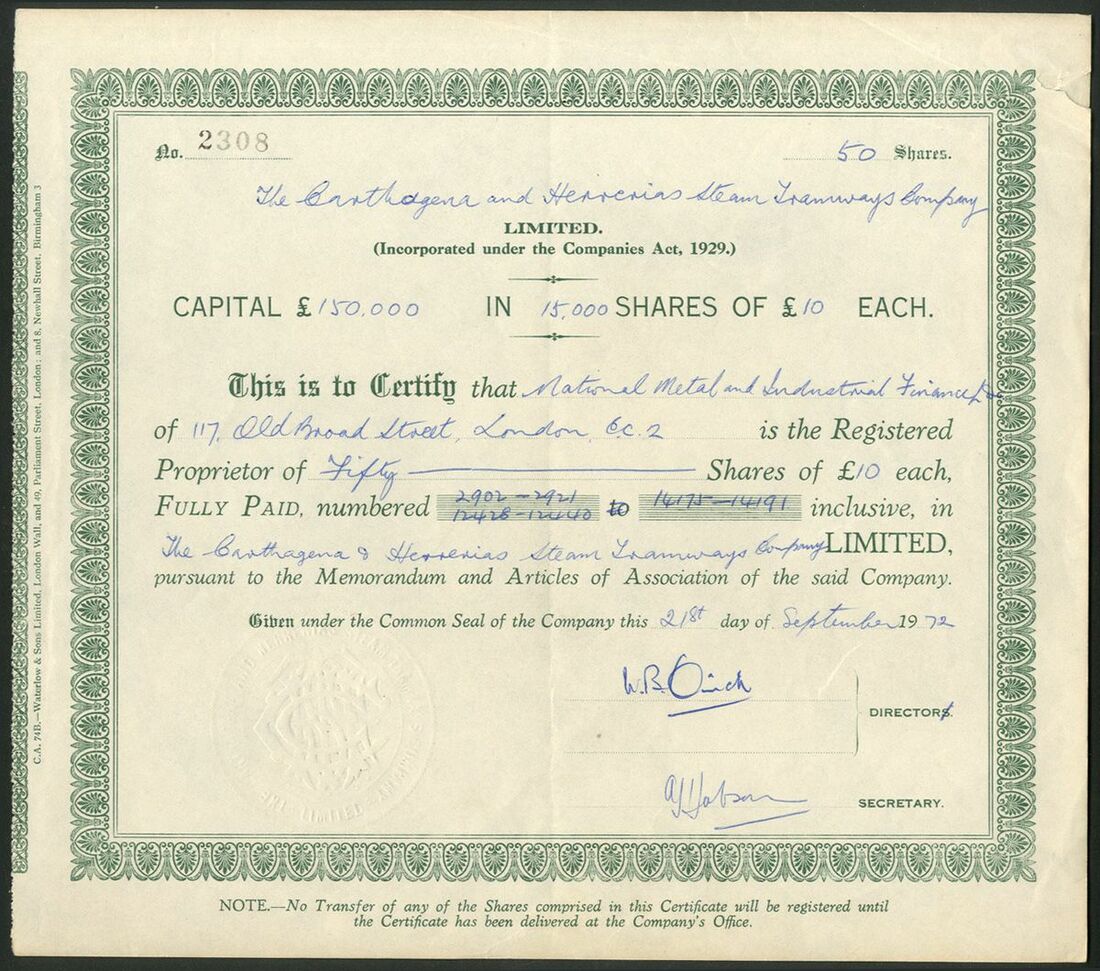 No. 2308
50 Shares.
The Carthagena and Herrerias Steam Tramways Company
LIMITED.
(Incorporated under the Companies Act, 1929.)
CAPITAL £150,000 IN 15,000 SHARES OF £10 EACH.
This is to Certify that National Metal and Industrial Finance
of 117, Old Broad Street, London, E.C.2 is the Registered
Proprietor of Fifty Shares of £10 each,
FULLY PAID, numbered 2902-2921 12428-12440 to 14175-14191 inclusive, in
The Carthagena & Herrerias Steam Tramways Company LIMITED,
pursuant to the Memorandum and Articles of Association of the said Company.
Given under the Common Seal of the Company this 21st day of September 1972
W.B.
DIRECTORS.
SECRETARY.
NOTE.—No Transfer of any of the Shares comprised in this Certificate will be registered until
the Certificate has been delivered at the Company's Office.
C.A. 74B.—Waterlow & Sons Limited, London Wall, and 49, Parliament Street, London; and 8, Newhall Street, Birmingham 3